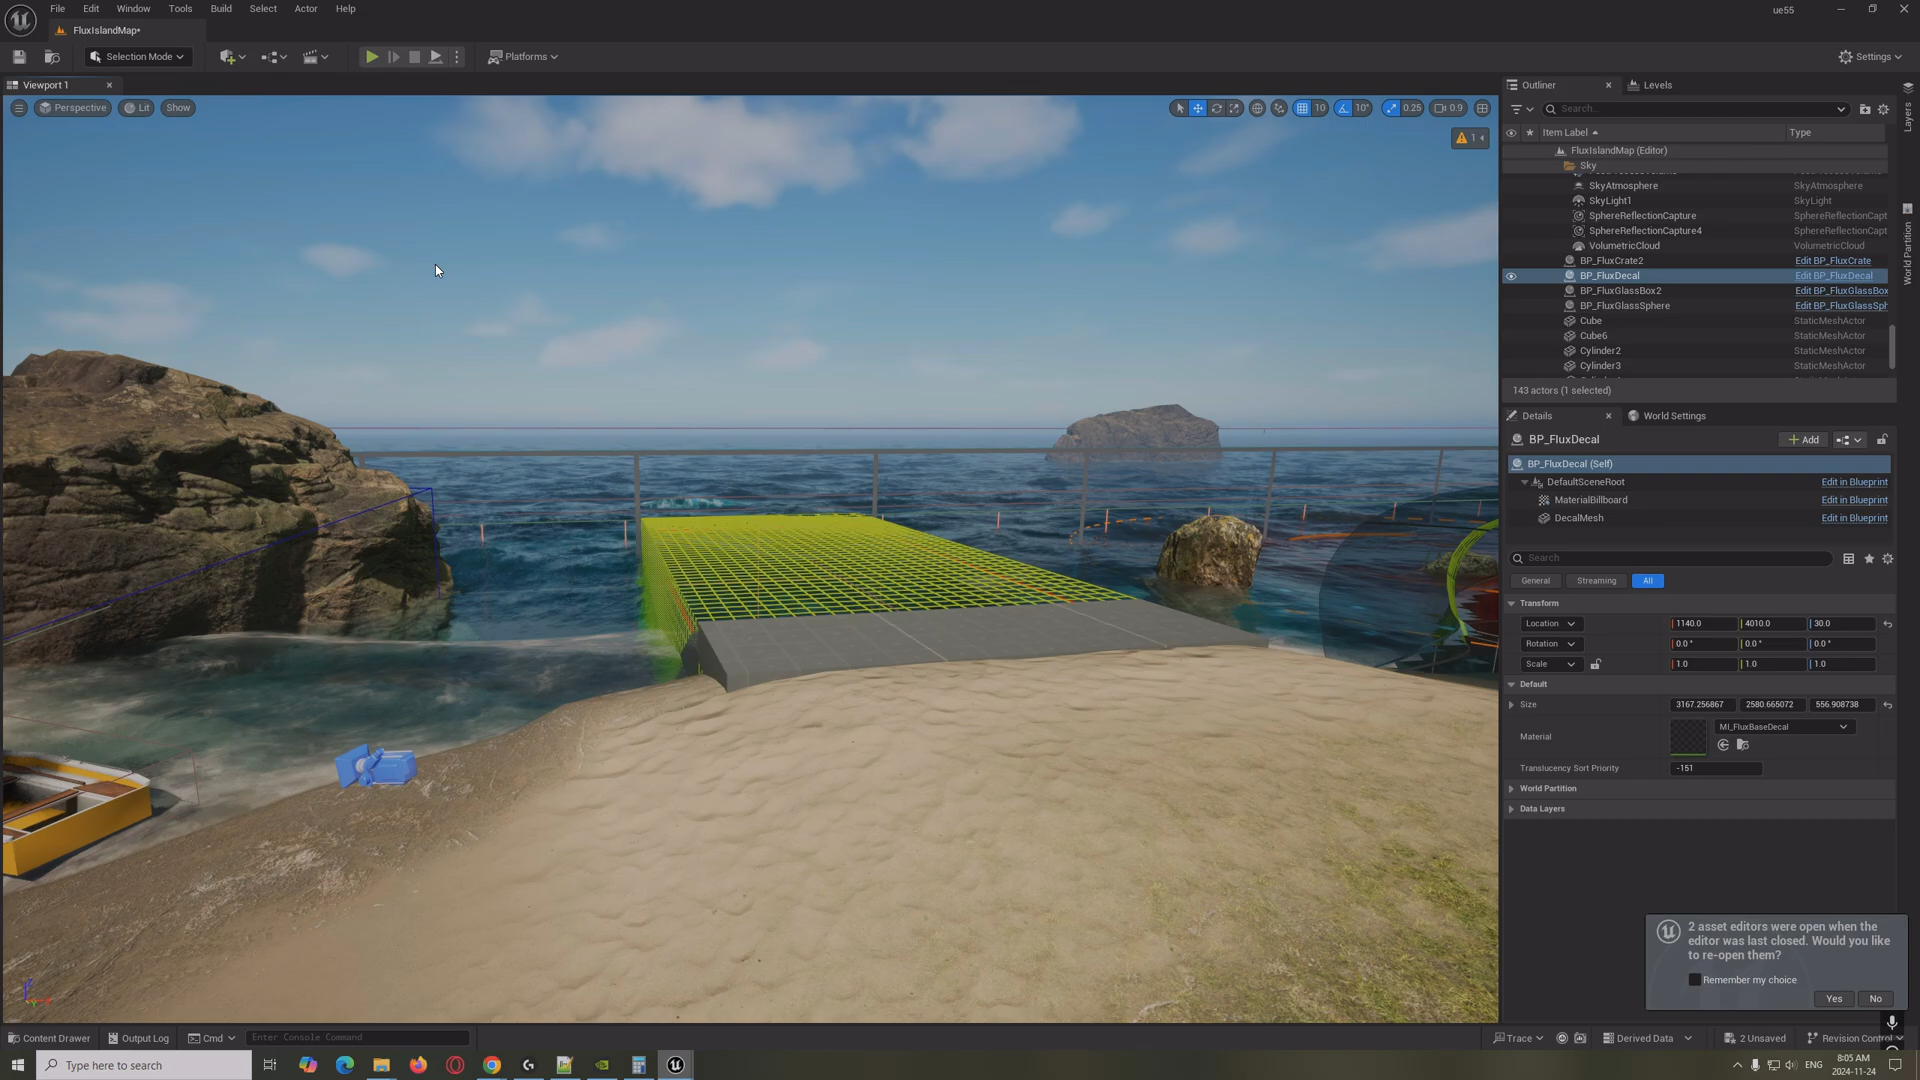 File Edit Window Tools Build Select Actor Help
ue55
FluxIslandMap*
Selection Mode
Platforms
Settings
Viewport 1
Perspective
Lit
Show
10
10°
0.25
0.9
1
Outliner
Levels
Search...
Item Label
Type
FluxIslandMap (Editor)
Sky
SkyAtmosphere SkyAtmosphere
SkyLight1 SkyLight
SphereReflectionCapture SphereReflectionCapt
SphereReflectionCapture4 SphereReflectionCapt
VolumetricCloud VolumetricCloud
BP_FluxCrate2 Edit BP_FluxCrate
BP_FluxDecal Edit BP_FluxDecal
BP_FluxGlassBox2 Edit BP_FluxGlassBox
BP_FluxGlassSphere Edit BP_FluxGlassSph
Cube StaticMeshActor
Cube6 StaticMeshActor
Cylinder2 StaticMeshActor
Cylinder3 StaticMeshActor
143 actors (1 selected)
Layers
World Partition
Details
World Settings
BP_FluxDecal
Add
BP_FluxDecal (Self)
DefaultSceneRoot Edit in Blueprint
MaterialBillboard Edit in Blueprint
DecalMesh Edit in Blueprint
Search
General
Streaming
All
Transform
Location 1140.0 4010.0 30.0
Rotation 0.0° 0.0° 0.0°
Scale 1.0 1.0 1.0
Default
Size 3167.256867 2580.665072 556.908738
Material MI_FluxBaseDecal
Translucency Sort Priority -151
World Partition
Data Layers
2 asset editors were open when the
editor was last closed. Would you like
to re-open them?
Remember my choice
Yes No
Content Drawer
Output Log
Cmd
Enter Console Command
Trace
Derived Data
2 Unsaved
Revision Control
Type here to search
ENG
8:05 AM
2024-11-24